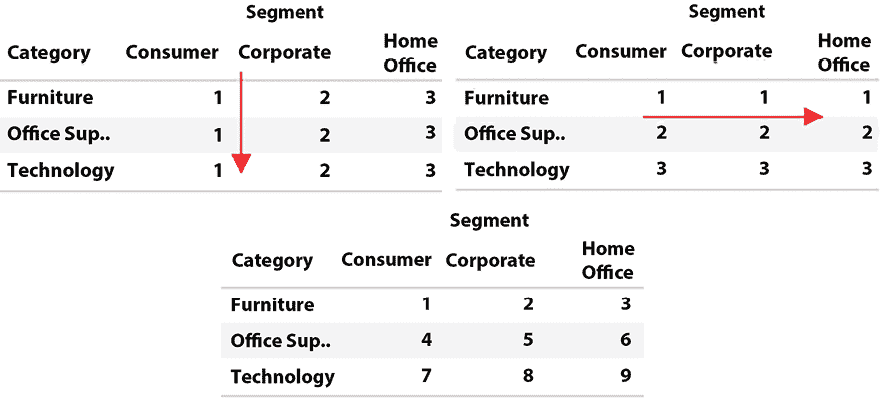 Segment
Category Consumer Corporate Home Office
Furniture 1 2 3
Office Sup.. 1 2 3
Technology 1 2 3
Segment
Category Consumer Corporate Home Office
Furniture 1 1 1
Office Sup.. 2 2 2
Technology 3 3 3
Segment
Category Consumer Corporate Home Office
Furniture 1 2 3
Office Sup.. 4 5 6
Technology 7 8 9